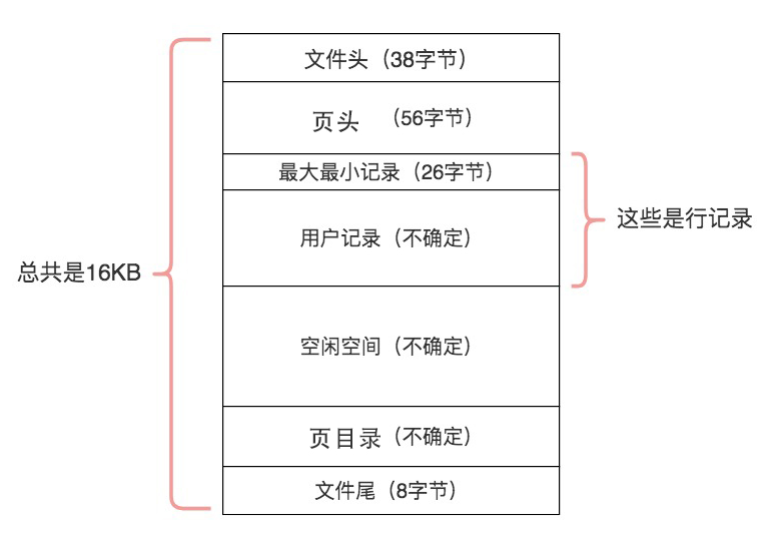 文件头（38字节）
页头 （56字节）
最大最小记录（26字节）
这些是行记录
用户记录（不确定）
总共是16KB
空闲空间（不确定）
页目录（不确定）
文件尾（8字节）